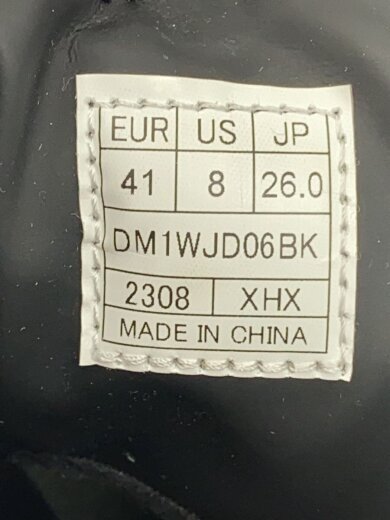 EUR US JP
41 8 26.0
DM1WJD06BK
2308 XHX
MADE IN CHINA